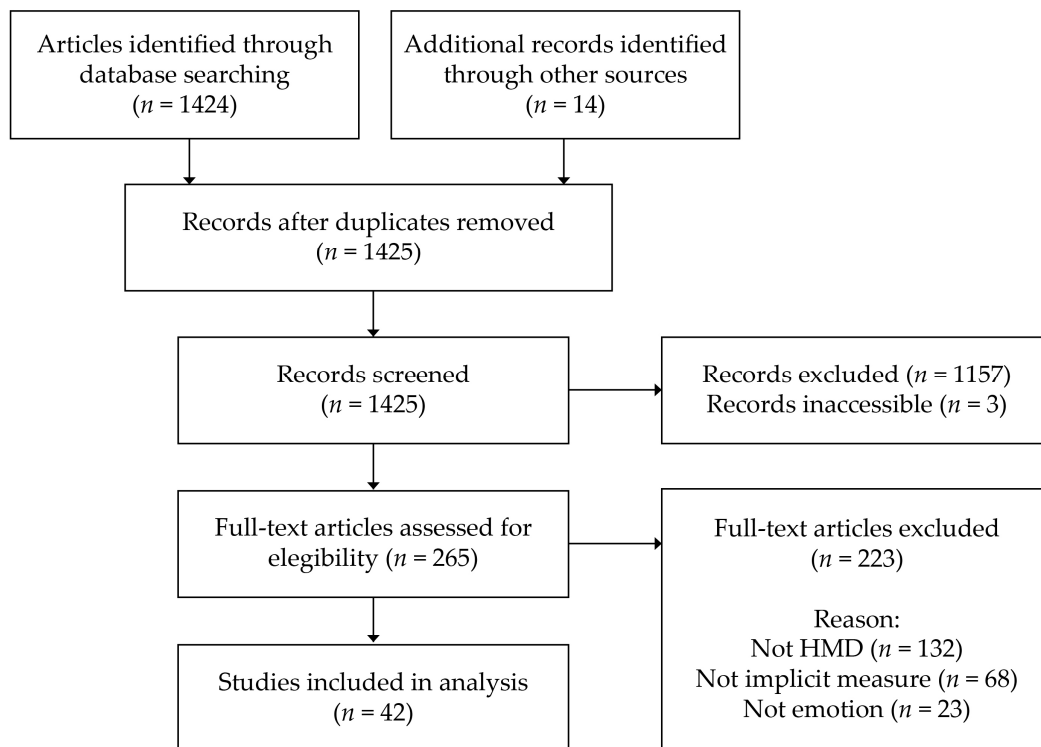 Articles identified through
database searching
(n = 1424)
Additional records identified
through other sources
(n = 14)
Records after duplicates removed
(n = 1425)
Records screened
(n = 1425)
Records excluded (n = 1157)
Records inaccessible (n = 3)
Full-text articles assessed for
elegibility (n = 265)
Full-text articles excluded
(n = 223)
Reason:
Not HMD (n = 132)
Not implicit measure (n = 68)
Not emotion (n = 23)
Studies included in analysis
(n = 42)